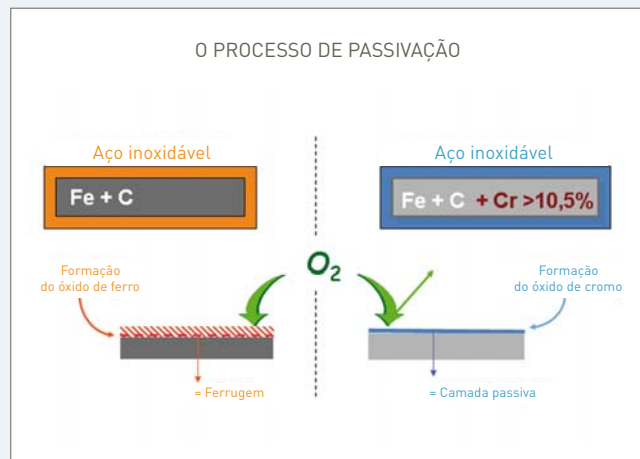 O PROCESSO DE PASSIVAÇÃO
Aço inoxidável
Fe + C
Aço inoxidável
Fe + C + Cr >10,5%
O₂
Formação
do óxido de ferro
= Ferrugem
Formação
do óxido de cromo
= Camada passiva